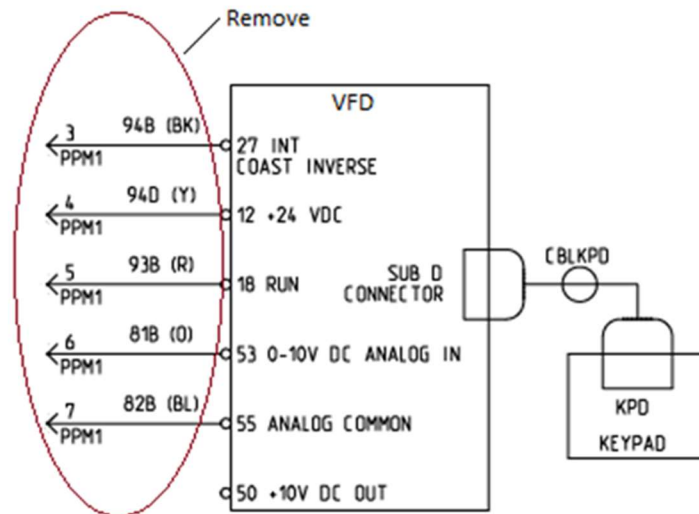 Remove
VFD
3 94B (BK)
PPM1
27 INT
COAST INVERSE
4 94D (Y)
PPM1
12 +24 VDC
5 93B (R)
PPM1
18 RUN
6 81B (O)
PPM1
53 0-10V DC ANALOG IN
7 82B (BL)
PPM1
55 ANALOG COMMON
50 +10V DC OUT
SUB D
CONNECTOR
CBLKPD
KPD
KEYPAD